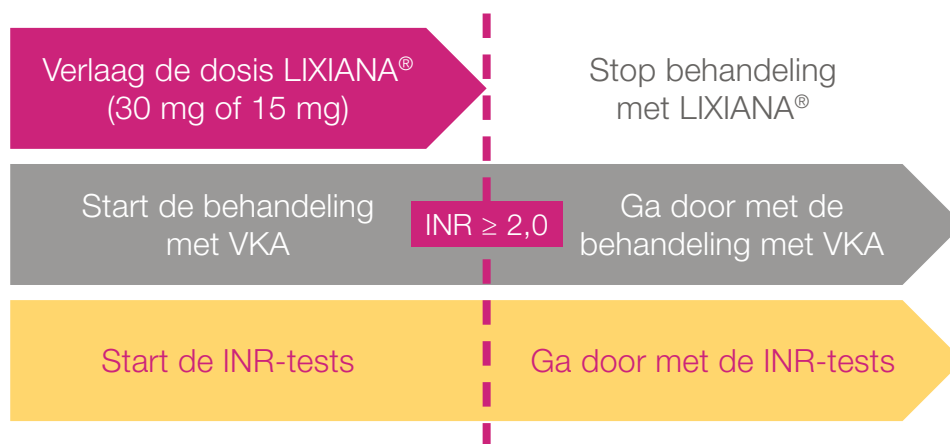 Verlaag de dosis LIXIANA®
(30 mg of 15 mg)
Stop behandeling
met LIXIANA®
Start de behandeling
met VKA
INR ≥ 2,0
Ga door met de
behandeling met VKA
Start de INR-tests
Ga door met de INR-tests